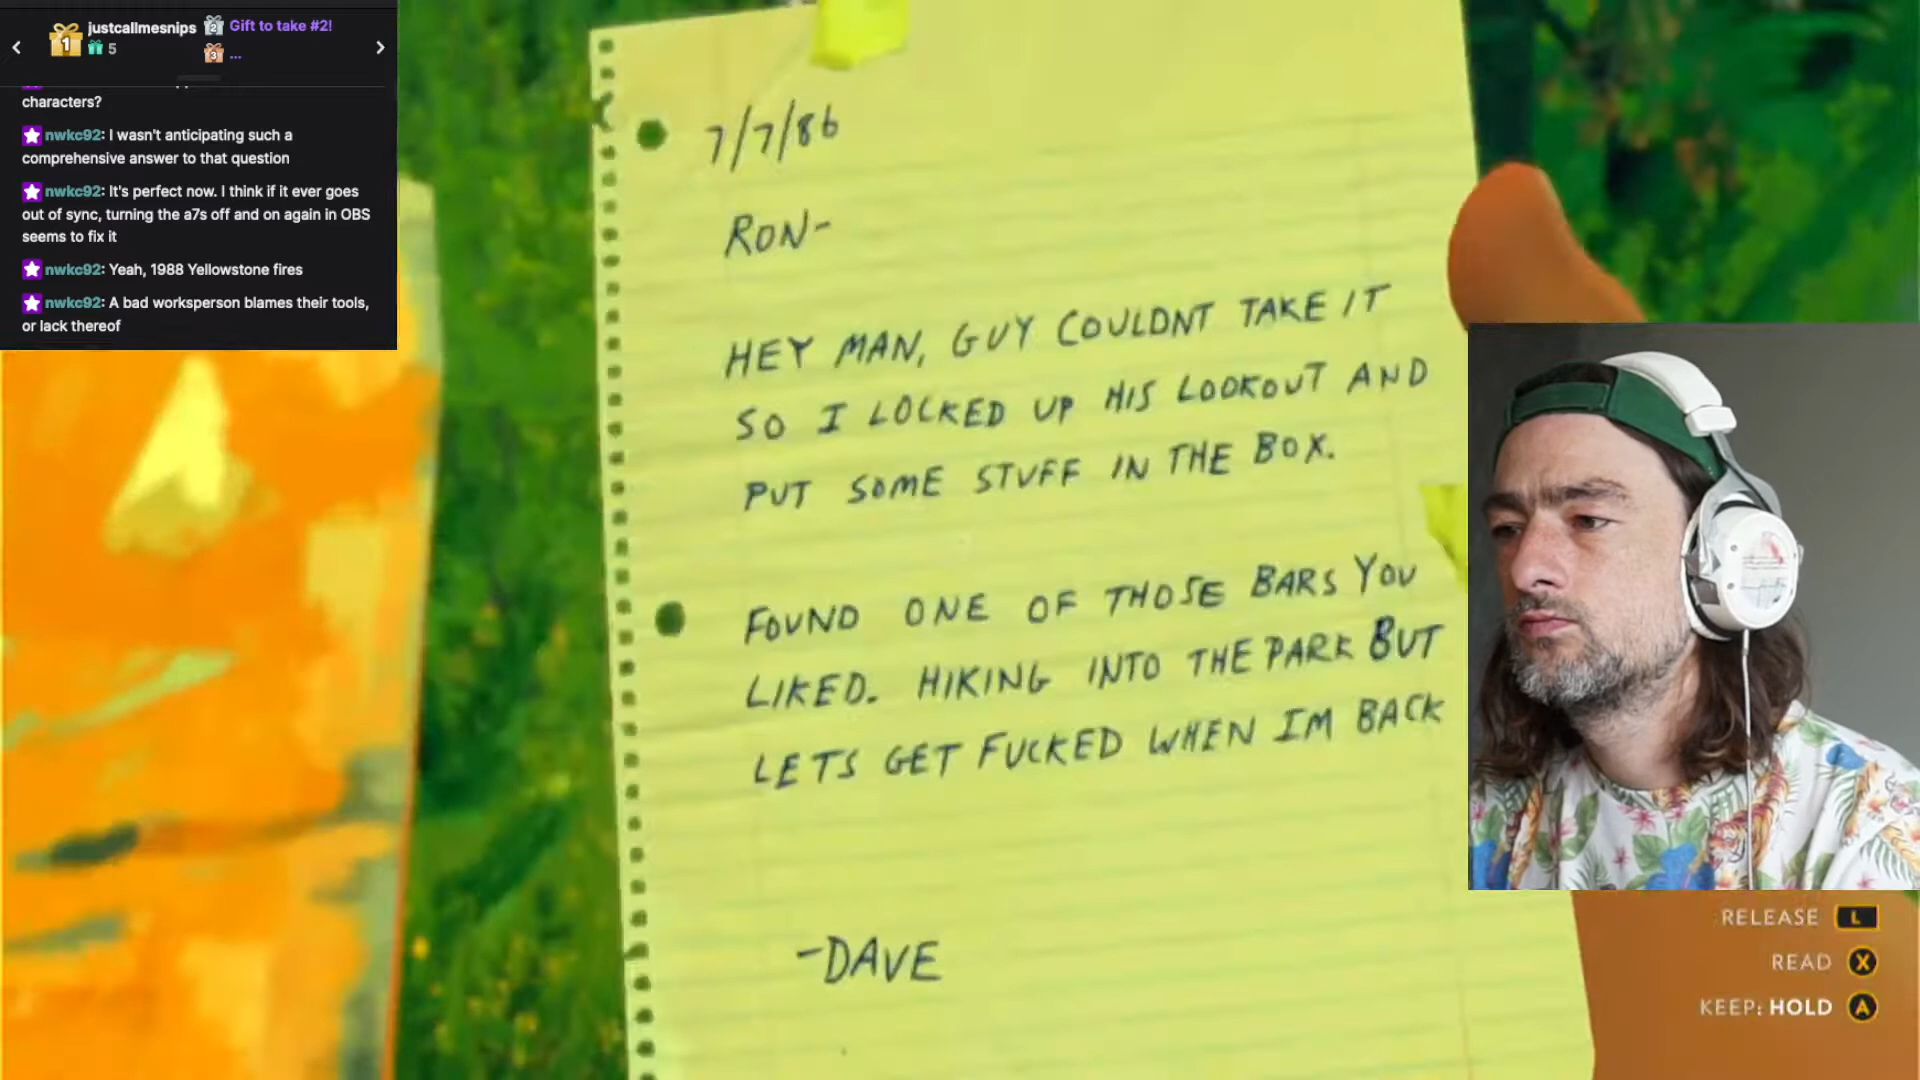 justcallmesnips
5
Gift to take #2!
...
characters?
nwkc92: I wasn't anticipating such a
comprehensive answer to that question
nwkc92: It's perfect now. I think if it ever goes
out of sync, turning the a7s off and on again in OBS
seems to fix it
nwkc92: Yeah, 1988 Yellowstone fires
nwkc92: A bad worksperson blames their tools,
or lack thereof
7/7/86
RON-
HEY MAN, GUY COULDNT TAKE IT
SO I LOCKED UP HIS LOOKOUT AND
PUT SOME STUFF IN THE BOX.
FOUND ONE OF THOSE BARS YOU
LIKED. HIKING INTO THE PARK BUT
LETS GET FUCKED WHEN IM BACK
-DAVE
RELEASE L
READ X
KEEP: HOLD A